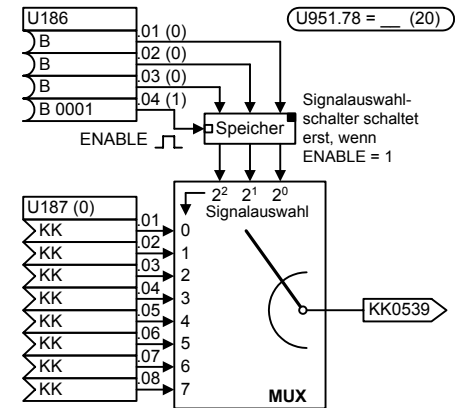 U186
U951.78 = __ (20)
B .01 (0)
B .02 (0)
B .03 (0)
B 0001 .04 (1)
ENABLE
Speicher
Signalauswahl-
schalter schaltet
erst, wenn
ENABLE = 1
2² 2¹ 2⁰
Signalauswahl
U187 (0)
KK .01 0
KK .02 1
KK .03 2
KK .04 3
KK .05 4
KK .06 5
KK .07 6
KK .08 7
KK0539
MUX